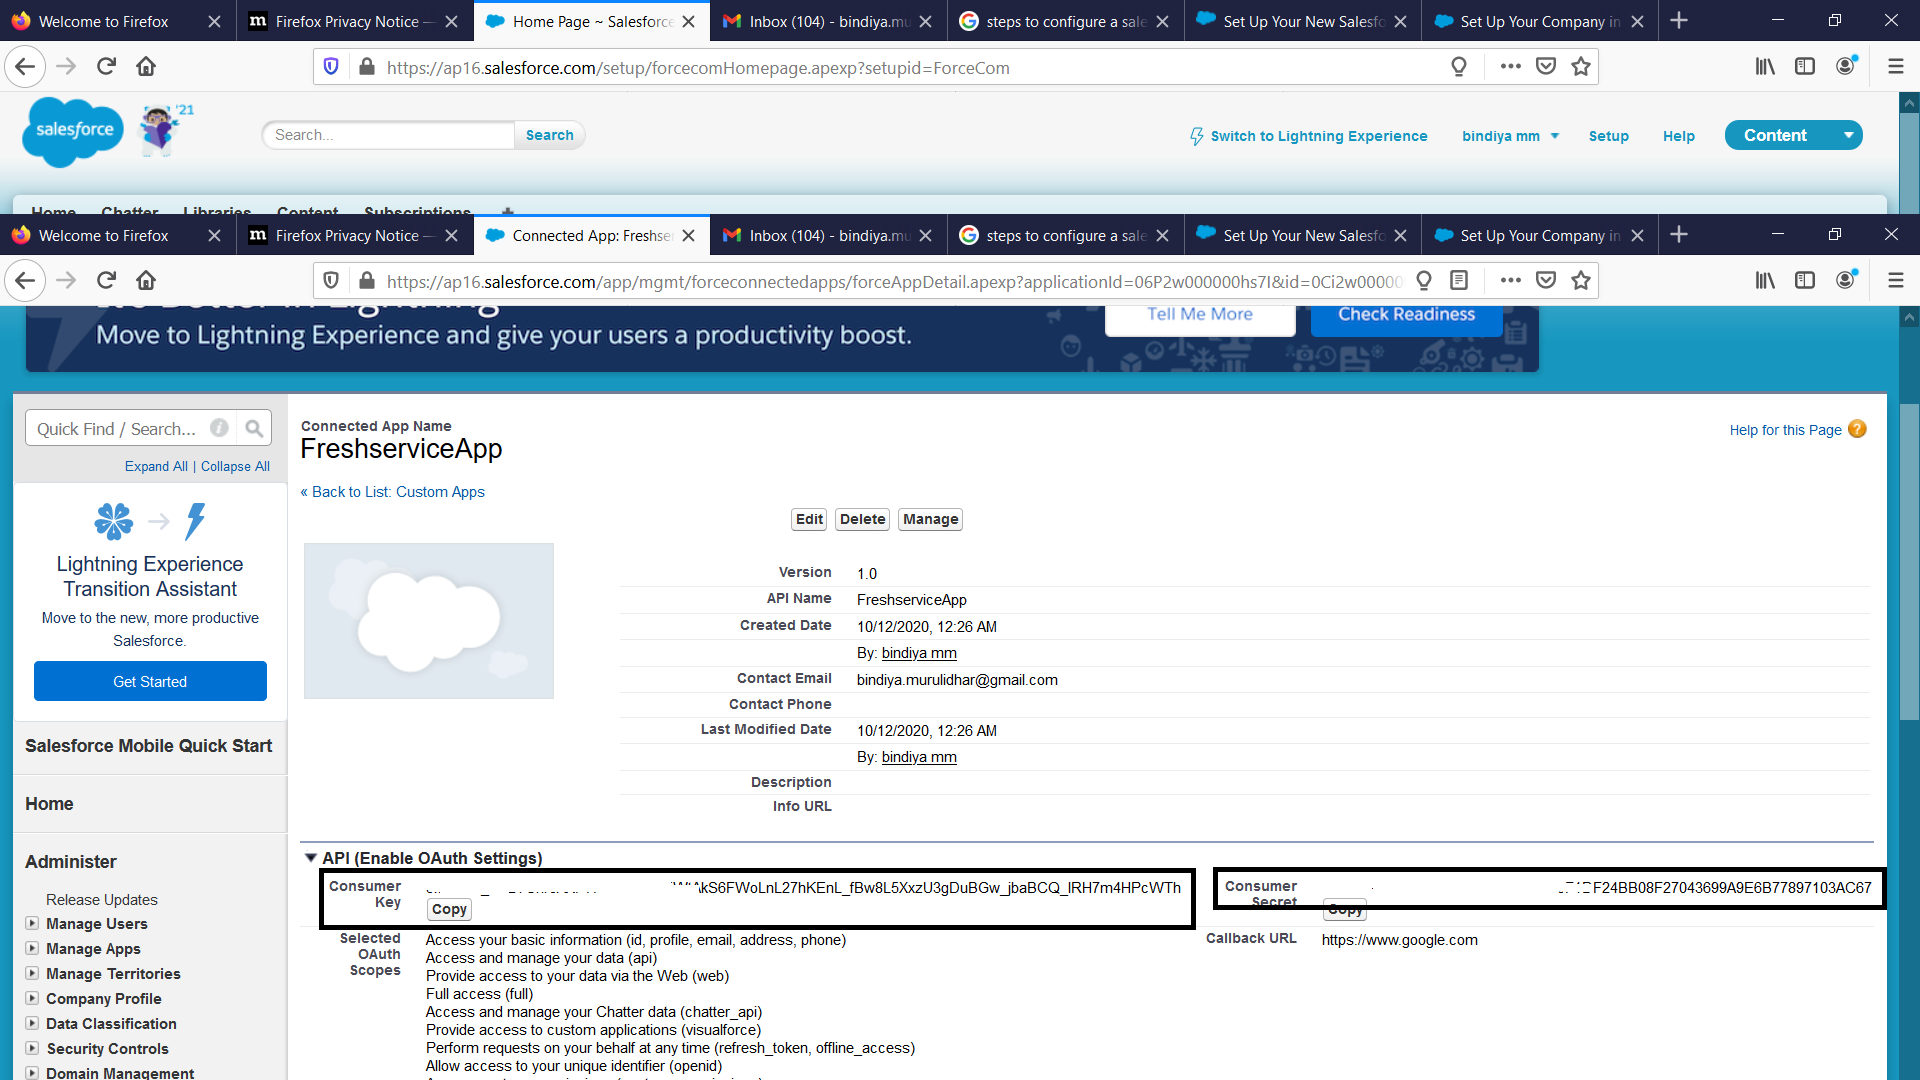 Welcome to Firefox
Firefox Privacy Notice —
Home Page ~ Salesforce
Inbox (104) - bindiya.mu
steps to configure a sale
Set Up Your New Salesfo
Set Up Your Company in
https://ap16.salesforce.com/setup/forcecomHomepage.apexp?setupid=ForceCom
salesforce
'21
Search...
Search
Switch to Lightning Experience
bindiya mm
Setup
Help
Content
Home Chatter Libraries Content Subscriptions +
Welcome to Firefox
Firefox Privacy Notice —
Connected App: Freshser
Inbox (104) - bindiya.mu
steps to configure a sale
Set Up Your New Salesfo
Set Up Your Company in
https://ap16.salesforce.com/app/mgmt/forceconnectedapps/forceAppDetail.apexp?applicationId=06P2w000000hs7I&id=0Ci2w00000
Move to Lightning Experience and give your users a productivity boost.
Tell Me More
Check Readiness
Quick Find / Search...
Expand All | Collapse All
Lightning Experience
Transition Assistant
Move to the new, more productive
Salesforce.
Get Started
Salesforce Mobile Quick Start
Home
Administer
Release Updates
Manage Users
Manage Apps
Manage Territories
Company Profile
Data Classification
Security Controls
Domain Management
Connected App Name
FreshserviceApp
Help for this Page
« Back to List: Custom Apps
Edit Delete Manage
Version 1.0
API Name FreshserviceApp
Created Date 10/12/2020, 12:26 AM
By: bindiya mm
Contact Email bindiya.murulidhar@gmail.com
Contact Phone
Last Modified Date 10/12/2020, 12:26 AM
By: bindiya mm
Description
Info URL
API (Enable OAuth Settings)
Consumer
Key
kS6FWoLnL27hKEnL_fBw8L5XxzU3gDuBGw_jbaBCQ_IRH7m4HPcWTh
Copy
Consumer
Secret
F24BB08F27043699A9E6B77897103AC67
Copy
Selected
OAuth
Scopes
Access your basic information (id, profile, email, address, phone)
Access and manage your data (api)
Provide access to your data via the Web (web)
Full access (full)
Access and manage your Chatter data (chatter_api)
Provide access to custom applications (visualforce)
Perform requests on your behalf at any time (refresh_token, offline_access)
Allow access to your unique identifier (openid)
Callback URL https://www.google.com